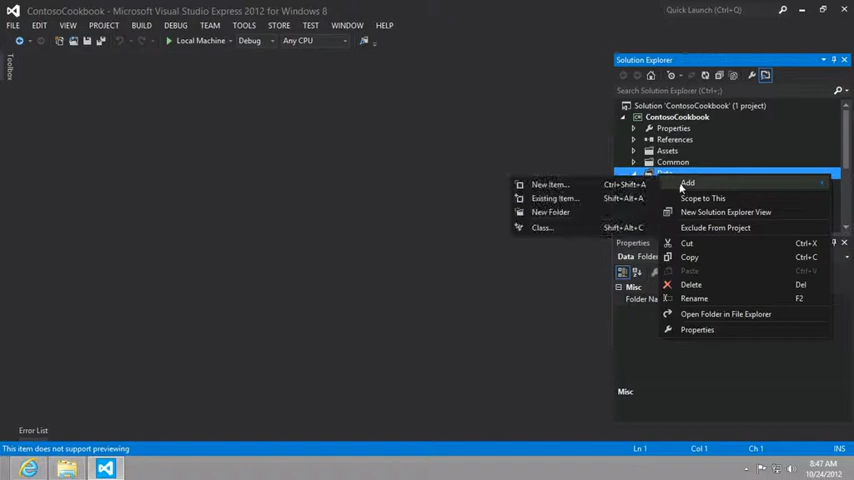 ContosoCookbook - Microsoft Visual Studio Express 2012 for Windows 8
Quick Launch (Ctrl+Q)
FILE EDIT VIEW PROJECT BUILD DEBUG TEAM TOOLS STORE TEST WINDOW HELP
Local Machine Debug Any CPU
Toolbox
Solution Explorer
Search Solution Explorer (Ctrl+;)
Solution 'ContosoCookbook' (1 project)
ContosoCookbook
Properties
References
Assets
Common
Data
New Item... Ctrl+Shift+A
Existing Item... Shift+Alt+A
New Folder
Class... Shift+Alt+C
Add
Scope to This
New Solution Explorer View
Exclude From Project
Cut Ctrl+X
Copy Ctrl+C
Paste Ctrl+V
Delete Del
Rename F2
Open Folder in File Explorer
Properties
Properties
Data Folder
Misc
Folder Na
Misc
Error List
This item does not support previewing
Ln 1 Col 1 Ch 1 INS
8:47 AM
10/24/2012